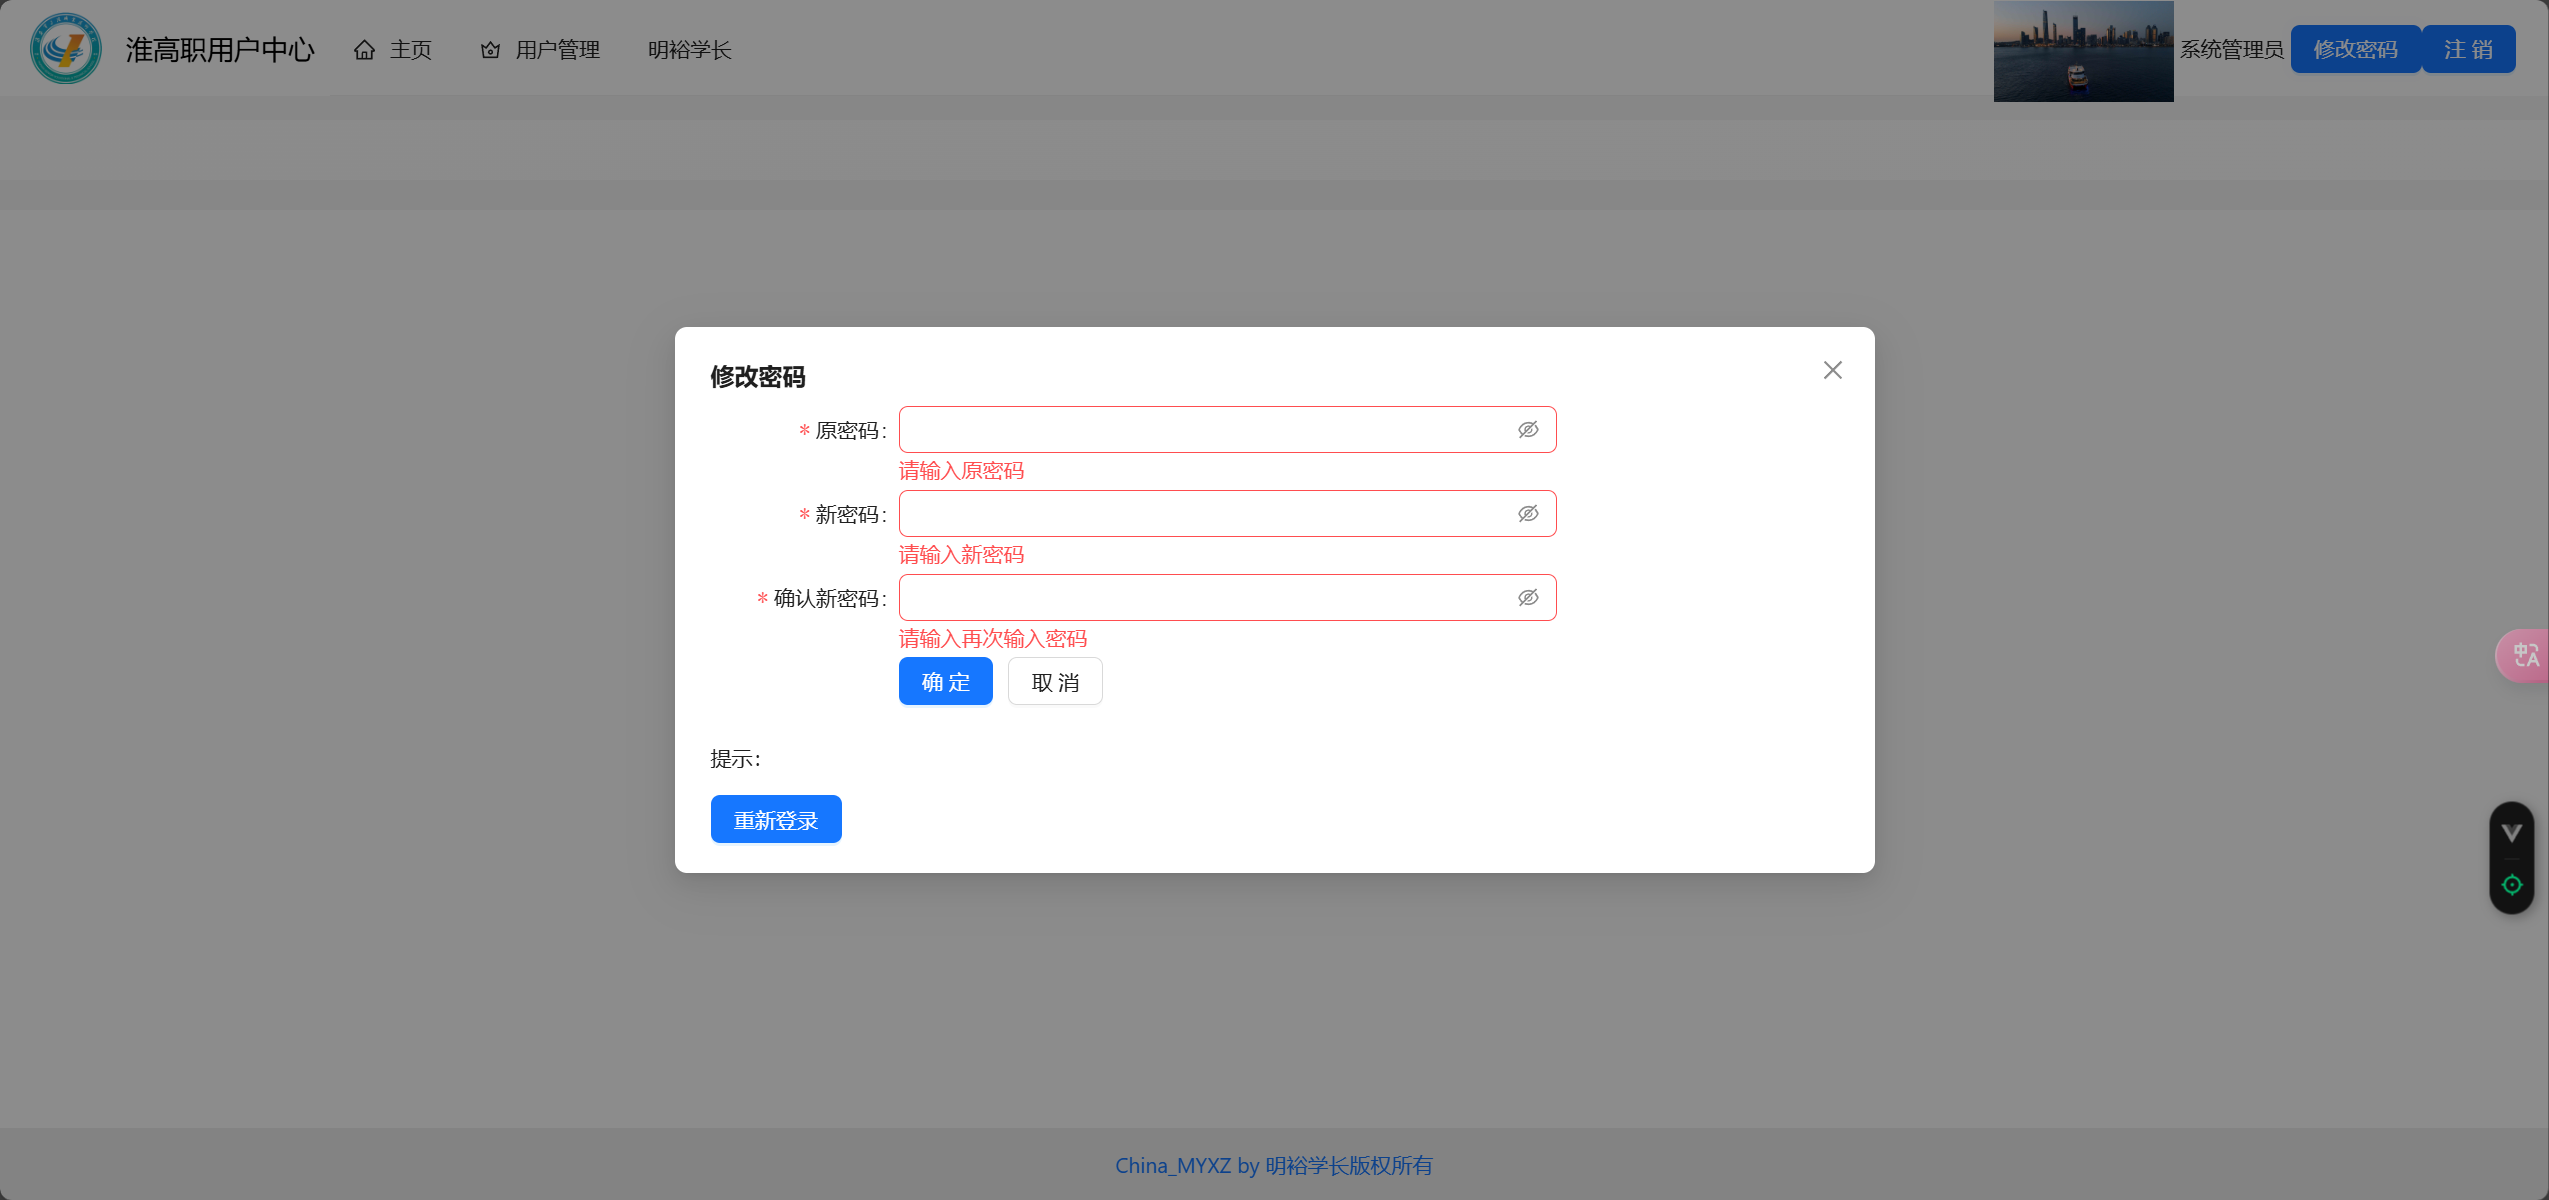 淮高职用户中心
主页
用户管理
明裕学长
系统管理员
修改密码
注 销
修改密码
* 原密码:
请输入原密码
* 新密码:
请输入新密码
* 确认新密码:
请输入再次输入密码
确 定
取 消
提示:
重新登录
China_MYXZ by 明裕学长版权所有